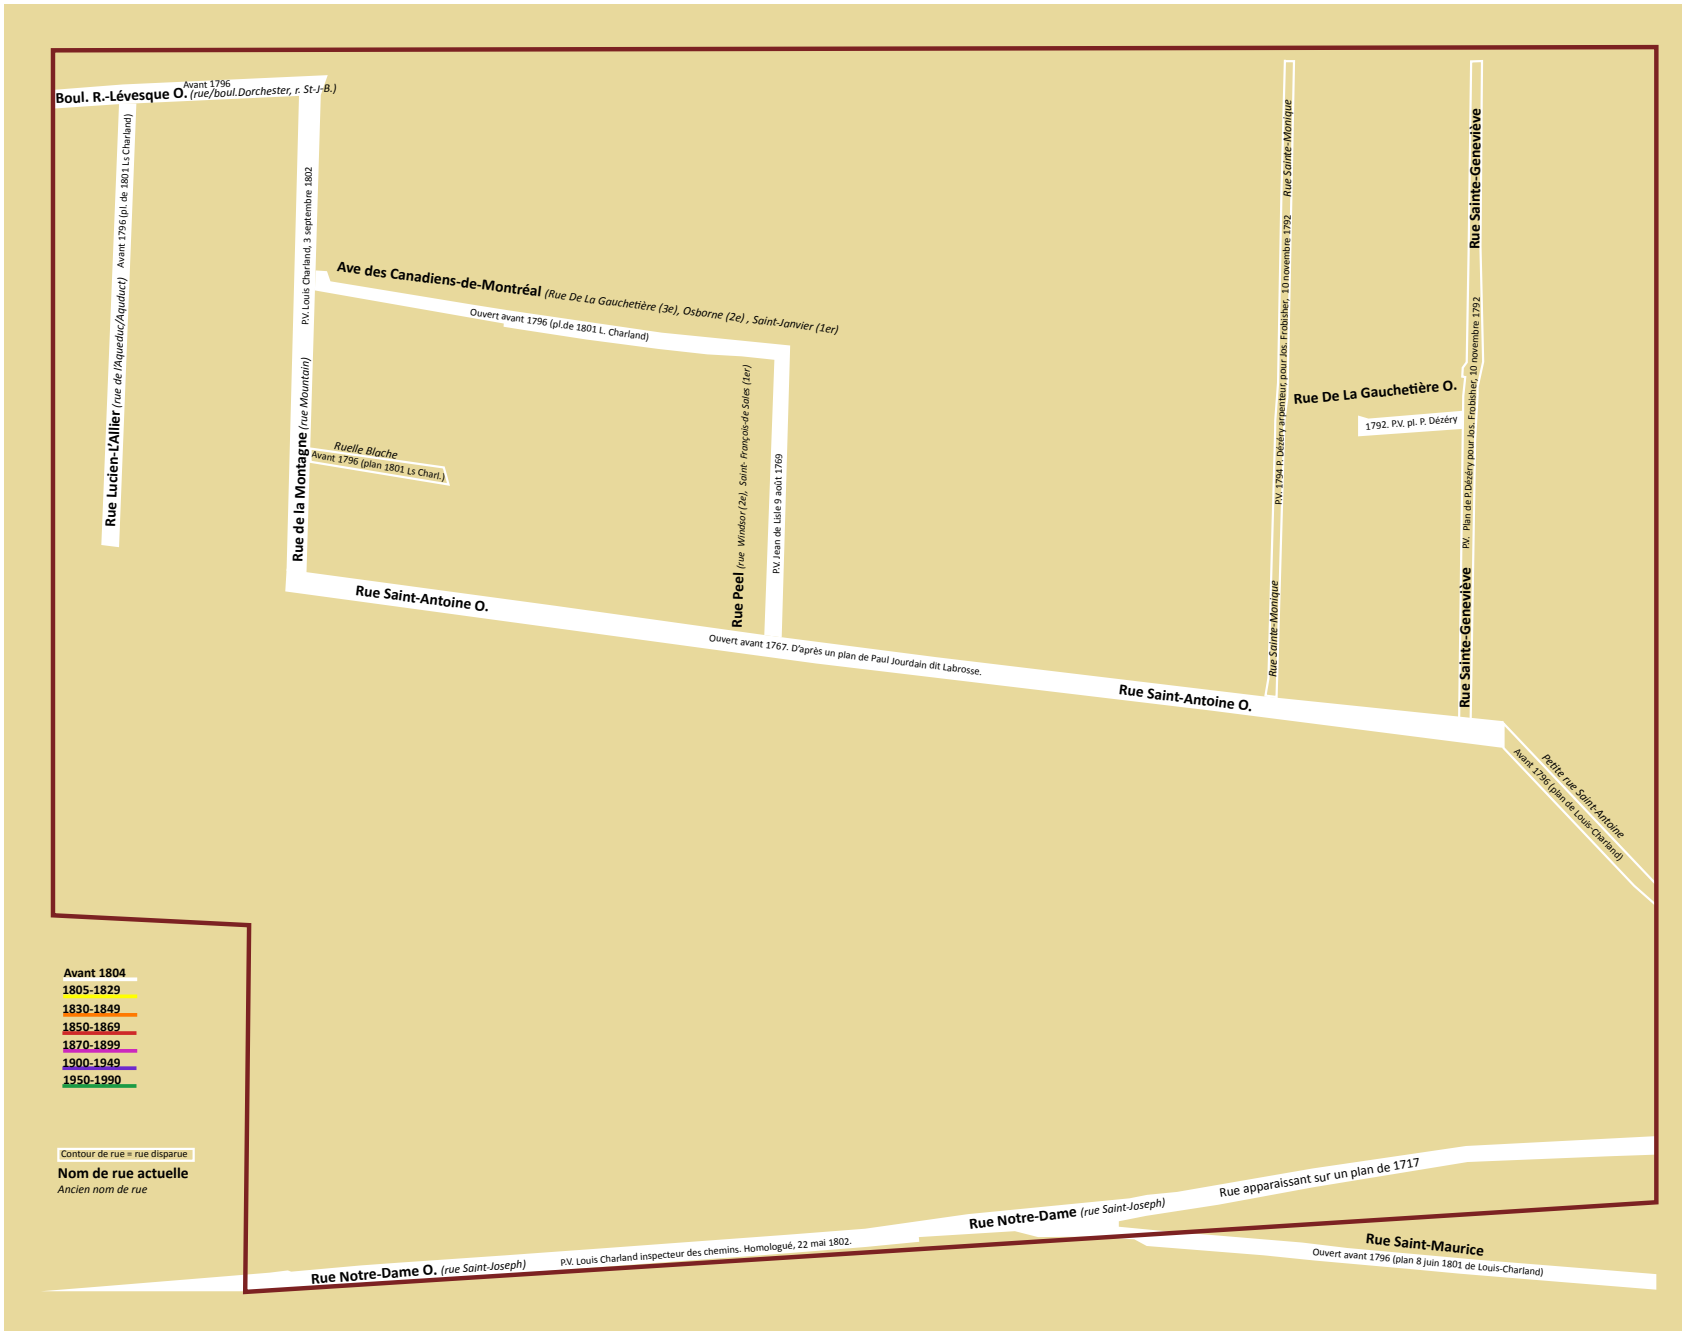 Avant 1796
Boul. R.-Lévesque O. (rue/boul.Dorchester, r. St-J-B.)
Rue Lucien-L'Allier (rue de l'Aqueduc/Aquduct) Avant 1796 (pl. de 1801 Ls Charland)
Rue de la Montagne (rue Mountain) P.V. Louis Charland, 3 septembre 1802
Ave des Canadiens-de-Montréal (Rue De La Gauchetière (3e), Osborne (2e) , Saint-Janvier (1er)
Ouvert avant 1796 (pl.de 1801 L. Charland)
Ruelle Blache
Avant 1796 (plan 1801 Ls Charl.)
Rue Peel (rue Windsor (2e), Saint- François-de Sales (1er)
P.V. Jean de Lisle 9 août 1769
Rue Saint-Antoine O.
Ouvert avant 1767. D'après un plan de Paul Jourdain dit Labrosse.
Rue Saint-Antoine O.
Rue Sainte-Monique P.V. 1794 P. Dézéry arpenteur, pour Jos. Frobisher, 10 novembre 1792 Rue Sainte-Monique
Rue De La Gauchetière O.
1792. P.V. pl. P. Dézéry
Rue Sainte-Geneviève P.V. Plan de P.Dézéry pour Jos. Frobisher, 10 novembre 1792 Rue Sainte-Geneviève
Petite rue Saint-Antoine
Avant 1796 (plan de Louis-Charland)
Avant 1804
1805-1829
1830-1849
1850-1869
1870-1899
1900-1949
1950-1990
Contour de rue = rue disparue
Nom de rue actuelle
Ancien nom de rue
Rue apparaissant sur un plan de 1717
Rue Notre-Dame (rue Saint-Joseph)
P.V. Louis Charland inspecteur des chemins. Homologué, 22 mai 1802.
Rue Notre-Dame O. (rue Saint-Joseph)
Rue Saint-Maurice
Ouvert avant 1796 (plan 8 juin 1801 de Louis-Charland)